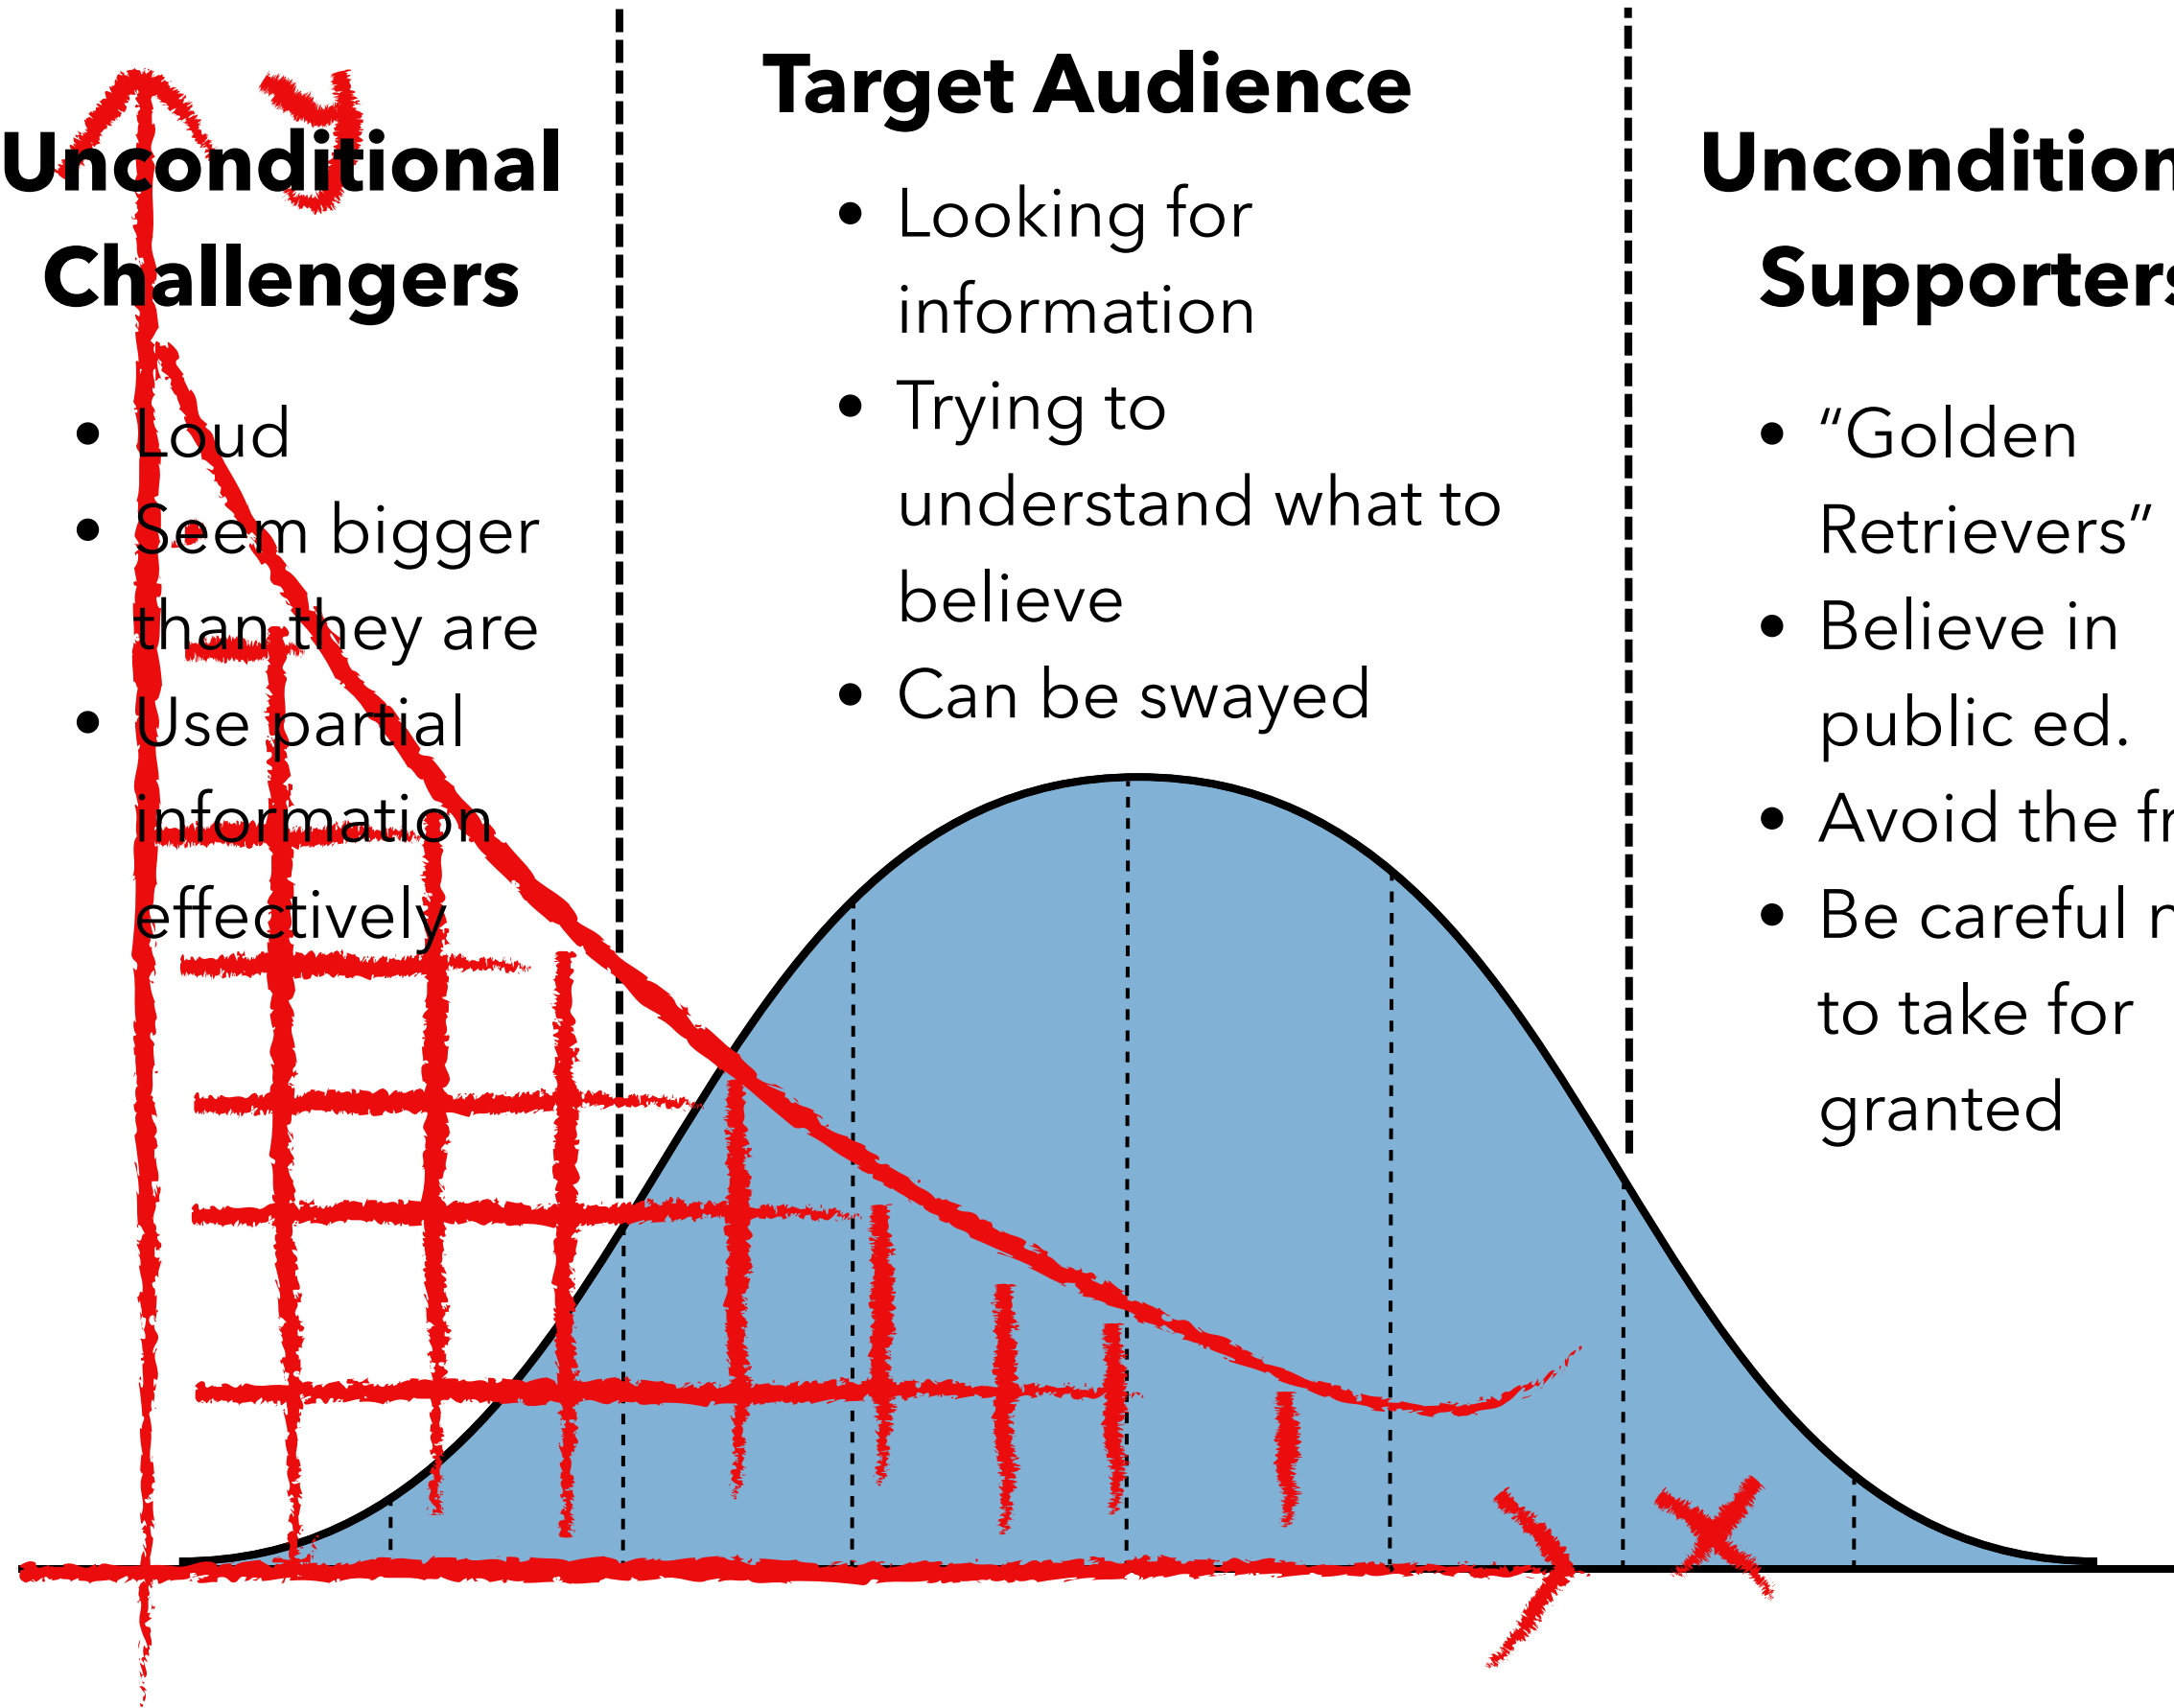 Unconditional
Challengers
• Loud
• Seem bigger
than they are
• Use partial
information
effectively
Target Audience
• Looking for
information
• Trying to
understand what to
believe
• Can be swayed
Supporters
• “Golden
Retrievers”
• Believe in
public ed.
• Avoid the
• Be careful
to take for
granted
y
x